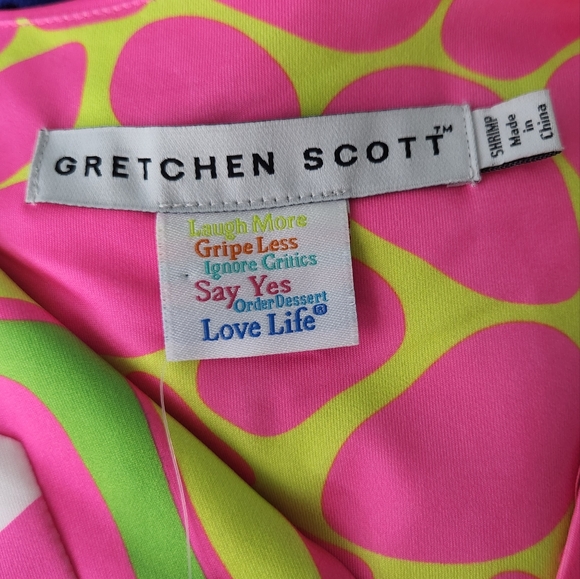 GRETCHEN SCOTT™
SHRIMP
Made
in
China
Laugh More
Gripe Less
Ignore Critics
Say Yes
Order Dessert
Love Life®